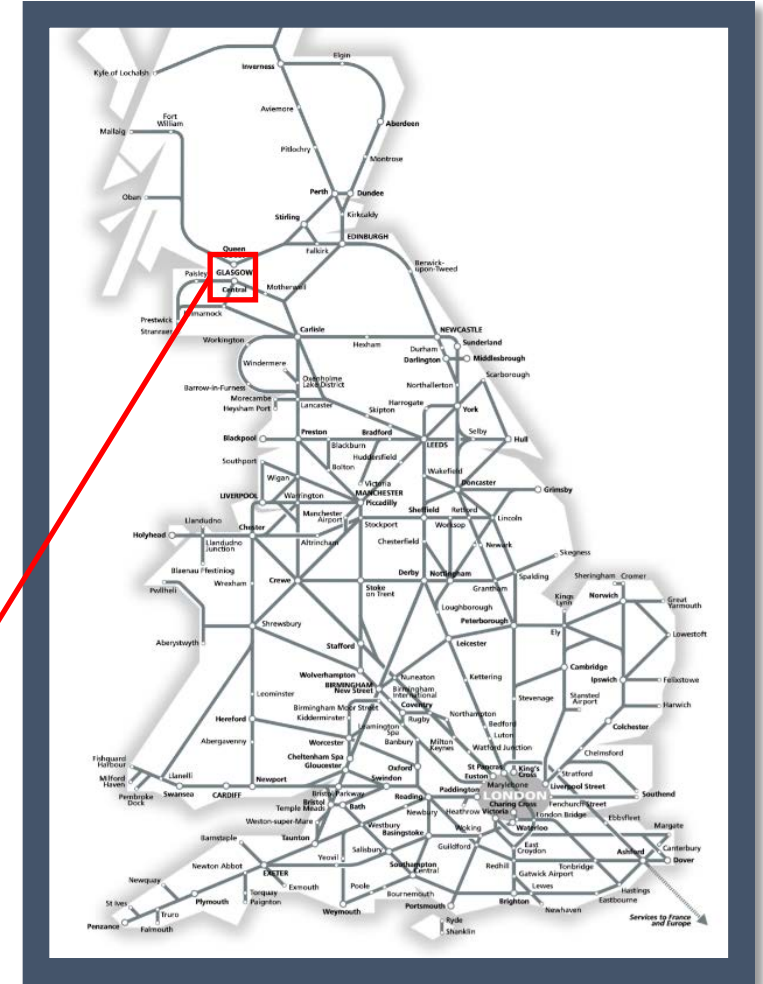 Elgin
Inverness
Kyle of Lochalsh
Aviemore
Fort
William
Aberdeen
Mallaig
Pitlochry
Montrose
Perth
Dundee
Oban
Kirkcaldy
Stirling
EDINBURGH
Queen
Falkirk
Berwick-
upon-Tweed
Paisley
GLASGOW
Central
Motherwell
Prestwick
Stranraer
Carlisle
NEWCASTLE
Workington
Hexham
Durham
Sunderland
Darlington
Middlesbrough
Windermere
Scarborough
Oxenholme
Lake District
Barrow-in-Furness
Northallerton
Morecambe
Heysham Port
Lancaster
Harrogate
York
Skipton
Blackpool
Preston
Bradford
Selby
Hull
Blackburn
LEEDS
Huddersfield
Southport
Bolton
Wakefield
Wigan
Victoria
Doncaster
MANCHESTER
Piccadilly
LIVERPOOL
Warrington
Grimsby
Manchester
Airport
Sheffield
Retford
Llandudno
Stockport
Worksop
Lincoln
Holyhead
Chester
Llandudno
Junction
Altrincham
Chesterfield
Newark
Skegness
Blaenau Ffestiniog
Pwllheli
Wrexham
Crewe
Stoke
on Trent
Derby
Nottingham
Grantham
Spalding
Sheringham
Cromer
Kings
Lynn
Norwich
Great
Yarmouth
Loughborough
Shrewsbury
Peterborough
Aberystwyth
Ely
Lowestoft
Stafford
Leicester
Wolverhampton
Nuneaton
Kettering
Cambridge
BIRMINGHAM
New Street
Birmingham
International
Ipswich
Felixstowe
Leominster
Birmingham Moor Street
Coventry
Stevenage
Stansted
Airport
Harwich
Kidderminster
Rugby
Northampton
Hereford
Leamington
Spa
Bedford
Colchester
Abergavenny
Worcester
Banbury
Milton
Keynes
Luton
Cheltenham Spa
Watford Junction
Chelmsford
Fishguard
Harbour
Gloucester
Oxford
St Pancras
King's
Cross
Stratford
Milford
Haven
Llanelli
Newport
Swindon
Euston
Pembroke
Dock
Swansea
CARDIFF
Bristol Parkway
Reading
Paddington
Marylebone
Liverpool Street
Bristol
Temple Meads
Bath
LONDON
Southend
Newbury
Heathrow
Victoria
Charing Cross
Fenchurch Street
Weston-super-Mare
London Bridge
Ebbsfleet
Barnstaple
Westbury
Basingstoke
Woking
Waterloo
Margate
Taunton
Salisbury
Guildford
East
Croydon
Canterbury
Newton Abbot
Yeovil
Ashford
Dover
EXETER
Southampton
Central
Redhill
Tonbridge
Newquay
Gatwick Airport
Exmouth
Poole
Lewes
Hastings
St Ives
Plymouth
Torquay
Paignton
Bournemouth
Eastbourne
Truro
Weymouth
Portsmouth
Brighton
Newhaven
Penzance
Falmouth
Ryde
Shanklin
Services to France
and Europe